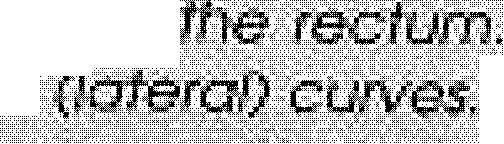 the rectum.
(lateral) curves.